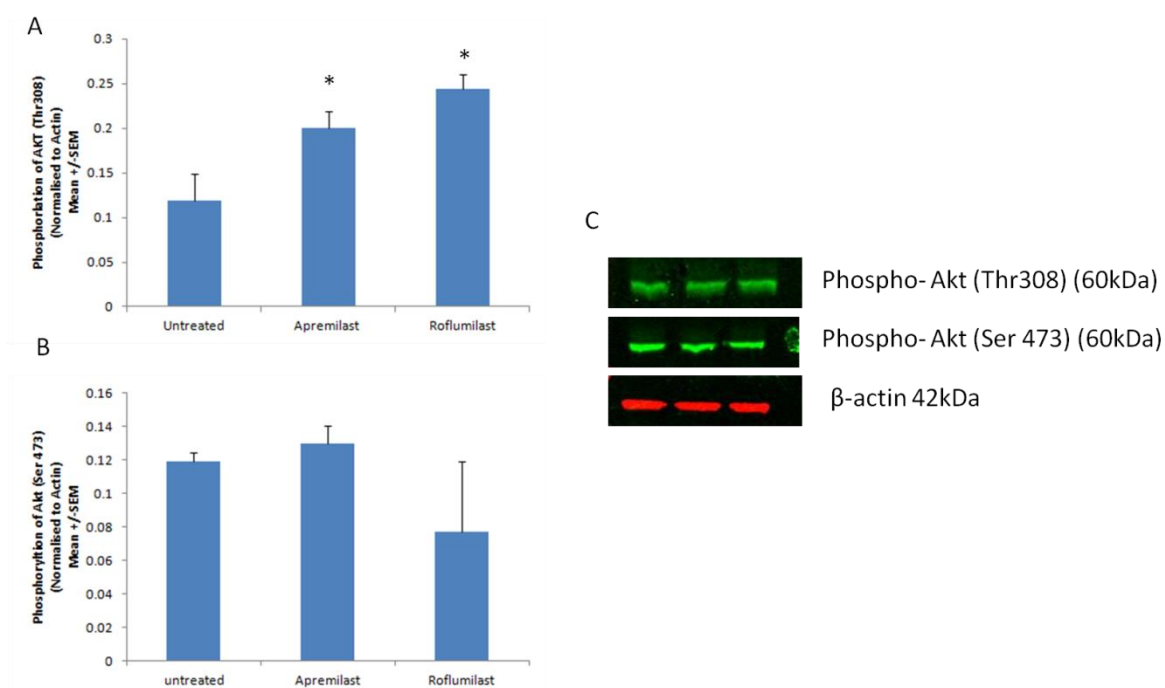 A
Phosphorlation of AKT (Thr308)
(Normalised to Actin)
Mean +/-SEM
0.3
0.25
0.2
0.15
0.1
0.05
0
*
*
Untreated
Apremilast
Roflumilast
B
Phosphoryltion of Akt (Ser 473)
(Normalised to Actin)
Mean +/-SEM
0.16
0.14
0.12
0.1
0.08
0.06
0.04
0.02
0
untreated
Apremilast
Roflumilast
C
Phospho- Akt (Thr308) (60kDa)
Phospho- Akt (Ser 473) (60kDa)
β-actin 42kDa